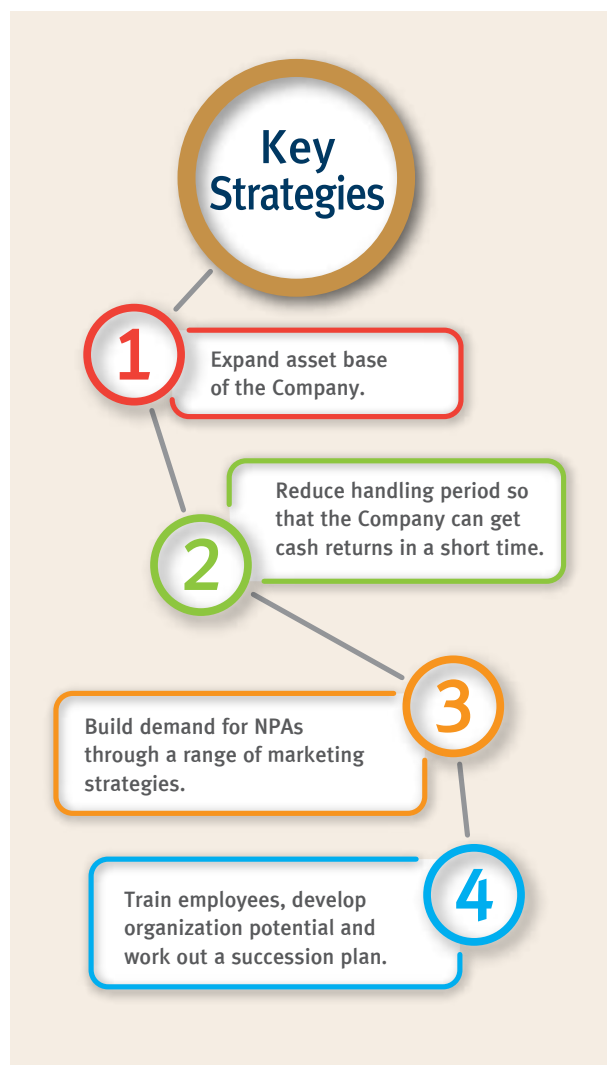 Key
Strategies
1
Expand asset base
of the Company.
2
Reduce handling period so
that the Company can get
cash returns in a short time.
3
Build demand for NPAs
through a range of marketing
strategies.
4
Train employees, develop
organization potential and
work out a succession plan.